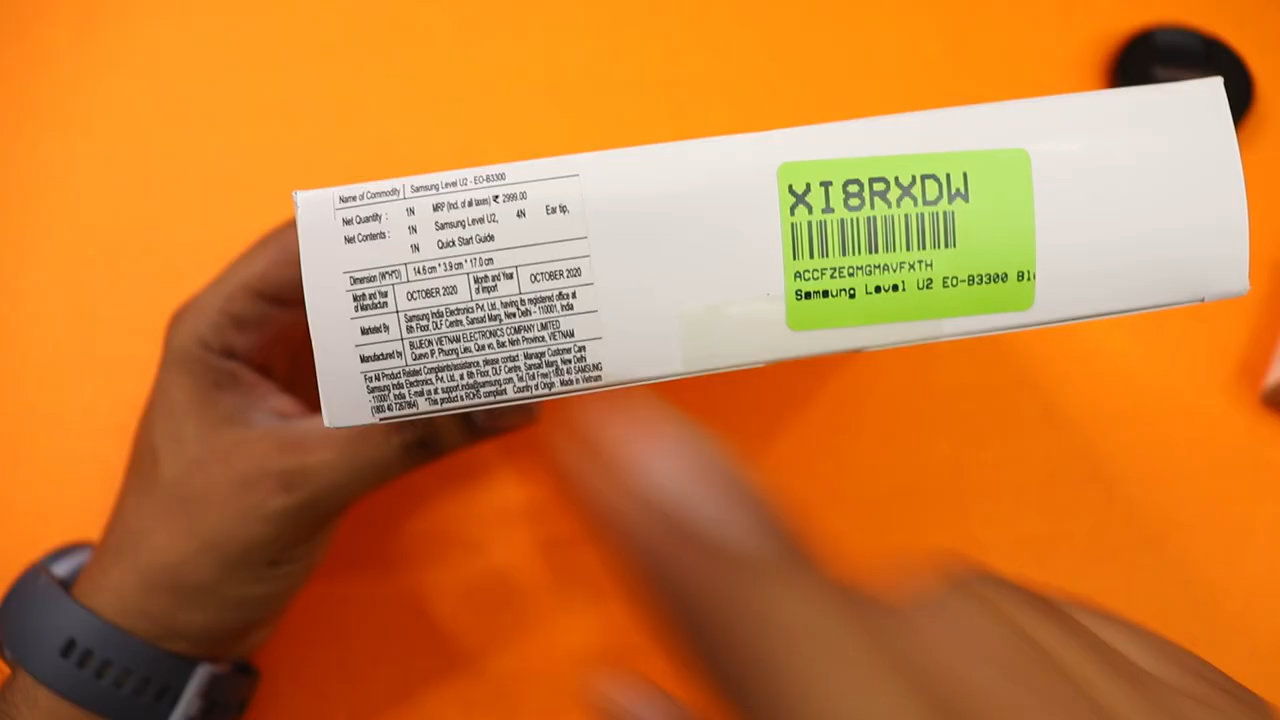 Name of Commodity Samsung Level U2 - EO-B3300
Net Quantity : 1N MRP (Incl. of all taxes) ₹ 2999.00
Net Contents : 1N Samsung Level U2, 4N Ear tip,
1N Quick Start Guide
Dimension (W*H*D) 14.6 cm * 3.9 cm * 17.0 cm
Month and Year of Manufacture OCTOBER 2020 Month and Year of Import OCTOBER 2020
Marketed By Samsung India Electronics Pvt. Ltd., having its registered office at
6th Floor, DLF Centre, Sansad Marg, New Delhi – 110001, India
Manufactured by BUJEON VIETNAM ELECTRONICS COMPANY LIMITED
Quevo IP, Phuong Lieu, Que vo, Bac Ninh Province, VIETNAM
For All Product Related Complaints/assistance, please contact : Manager Customer Care
Samsung India Electronics, Pvt. Ltd., at 6th Floor, DLF Centre, Sansad Marg, New Delhi
- 110001, India E-mail us at: support.india@samsung.com, Tel.(Toll Free):1800 40 SAMSUNG
(1800 40 7267864) *This product is ROHS compliant Country of Origin : Made in Vietnam
XI8RXDW
ACCFZEQMGMAVFXTH
Samsung Level U2 EO-B3300 Bl